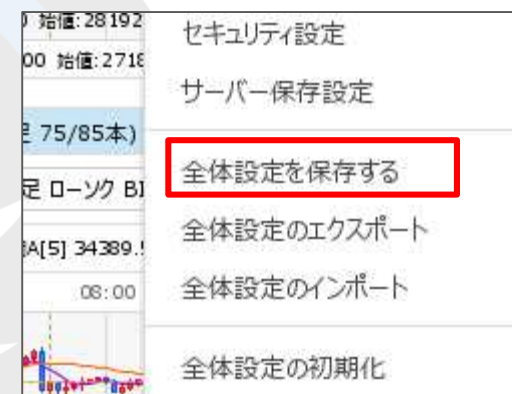 始値:28192
セキュリティ設定
00 始値:2718
サーバー保存設定
足 75/85本)
全体設定を保存する
足 ローソク BI
全体設定のエクスポート
A[5] 34389.
08:00
全体設定のインポート
全体設定の初期化